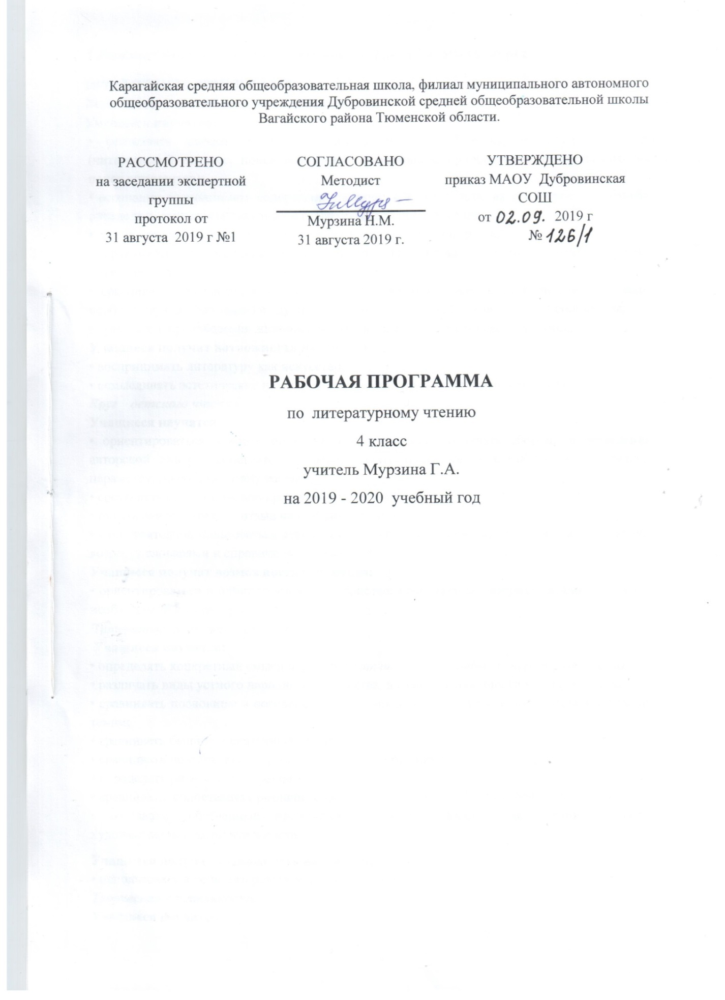 Карагайская средняя общеобразовательная школа, филиал муниципального автономного
общеобразовательного учреждения Дубровинской средней общеобразовательной школы
Вагайского района Тюменской области.
РАССМОТРЕНО
на заседании экспертной
группы
протокол от
31 августа 2019 г №1
СОГЛАСОВАНО
Методист
Мурзина Н.М.
31 августа 2019 г.
УТВЕРЖДЕНО
приказ МАОУ Дубровинская
СОШ
от 02.09. 2019 г
№ 126/1
РАБОЧАЯ ПРОГРАММА
по литературному чтению
4 класс
учитель Мурзина Г.А.
на 2019 - 2020 учебный год